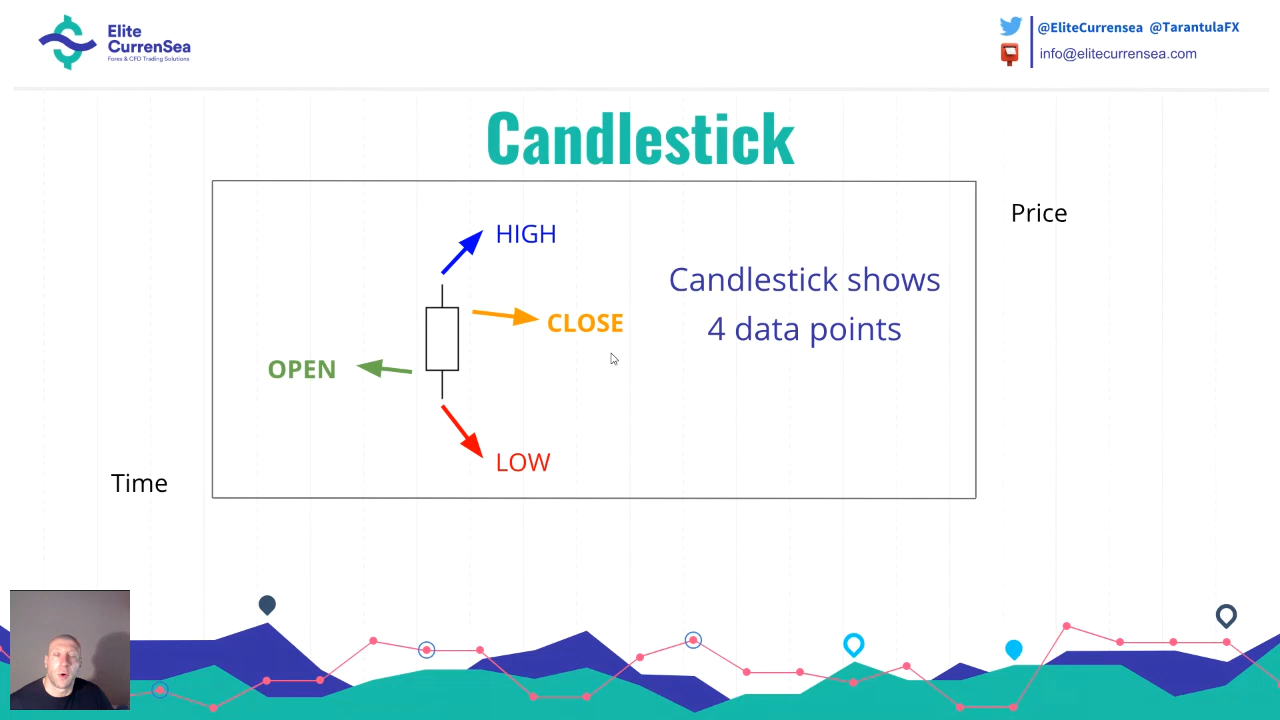 Elite
CurrenSea
Forex & CFD Trading Solutions
@EliteCurrensea @TarantulaFX
info@elitecurrensea.com
Candlestick
Price
HIGH
Candlestick shows
4 data points
CLOSE
OPEN
LOW
Time